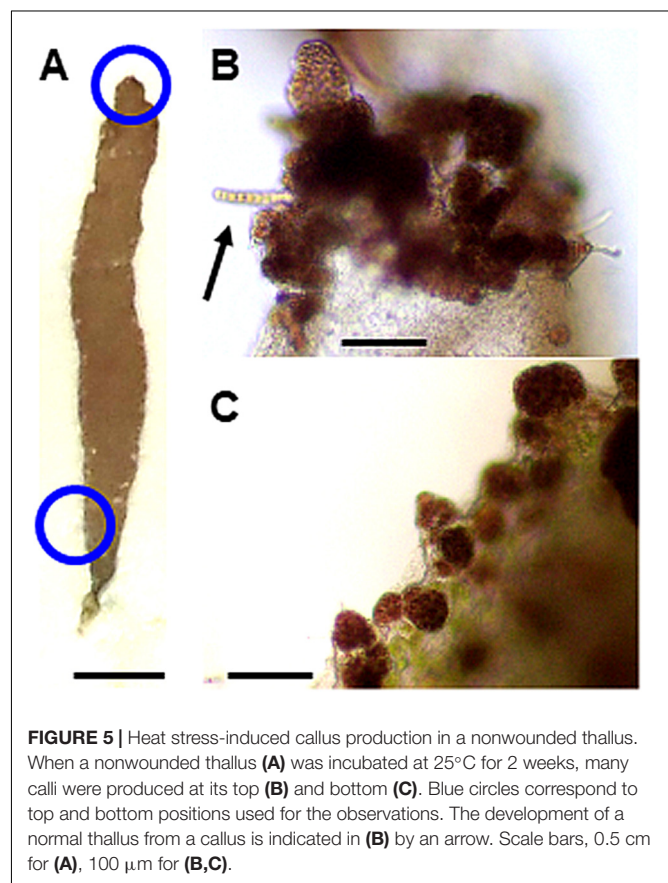 A
B
C
FIGURE 5 | Heat stress-induced callus production in a nonwounded thallus.
When a nonwounded thallus (A) was incubated at 25°C for 2 weeks, many
calli were produced at its top (B) and bottom (C). Blue circles correspond to
top and bottom positions used for the observations. The development of a
normal thallus from a callus is indicated in (B) by an arrow. Scale bars, 0.5 cm
for (A), 100 μm for (B,C).